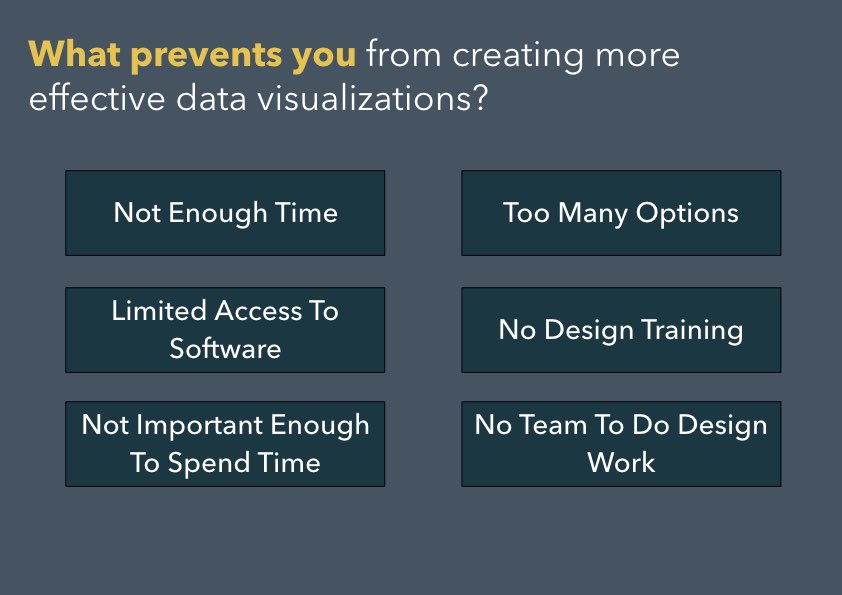 What prevents you from creating more
effective data visualizations?
Not Enough Time
Too Many Options
Limited Access To
Software
No Design Training
Not Important Enough
To Spend Time
No Team To Do Design
Work